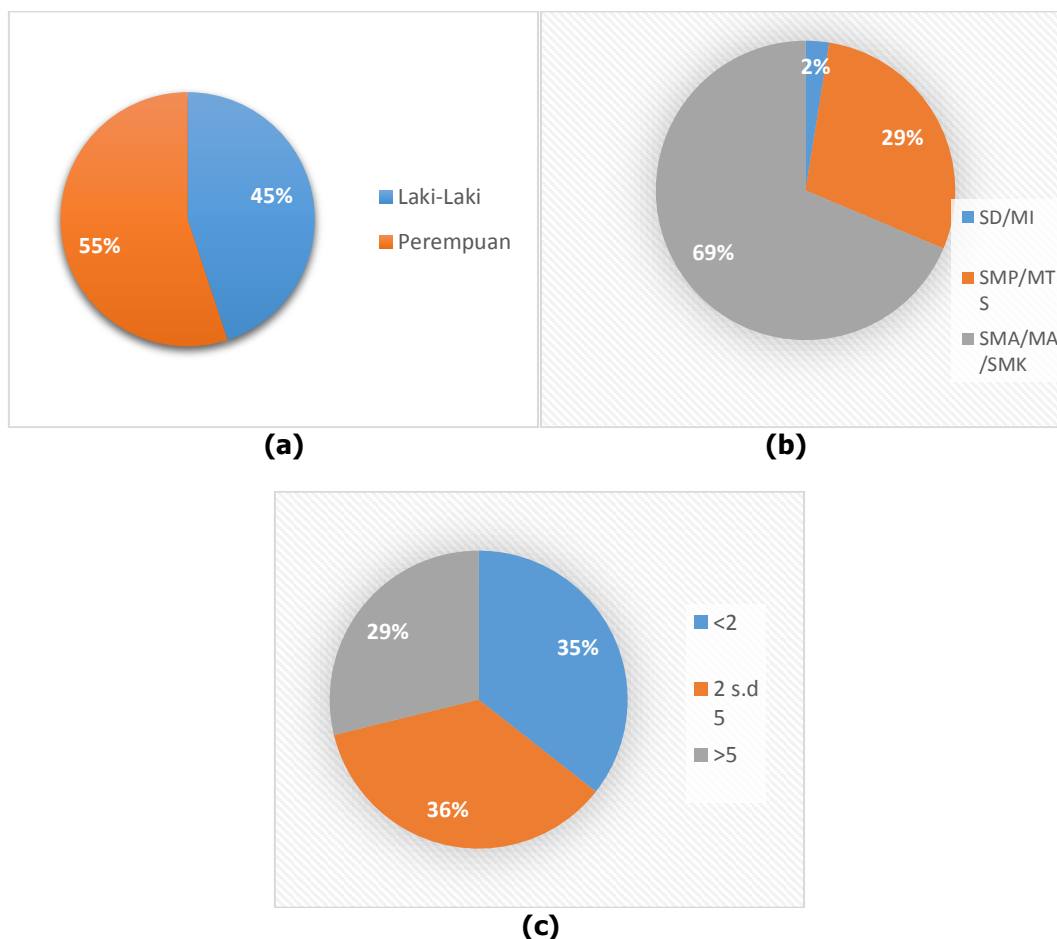 45%
55%
Laki-Laki
Perempuan
(a)
2%
29%
69%
SD/MI
SMP/MT
S
SMA/MA
/SMK
(b)
29%
35%
36%
<2
2 s.d
5
>5
(c)